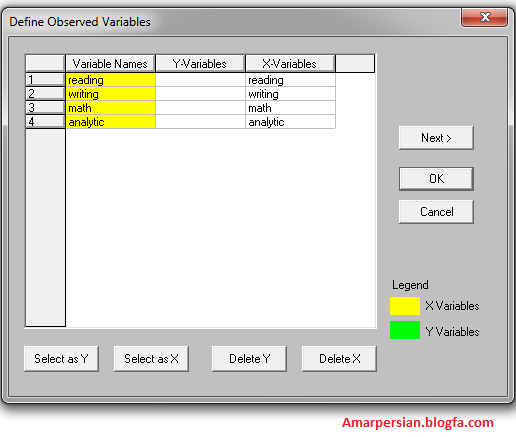 Define Observed Variables
Variable Names Y-Variables X-Variables
1 reading reading
2 writing writing
3 math math
4 analytic analytic
Next >
OK
Cancel
Legend
X Variables
Y Variables
Select as Y Select as X Delete Y Delete X
Amarpersian.blogfa.com